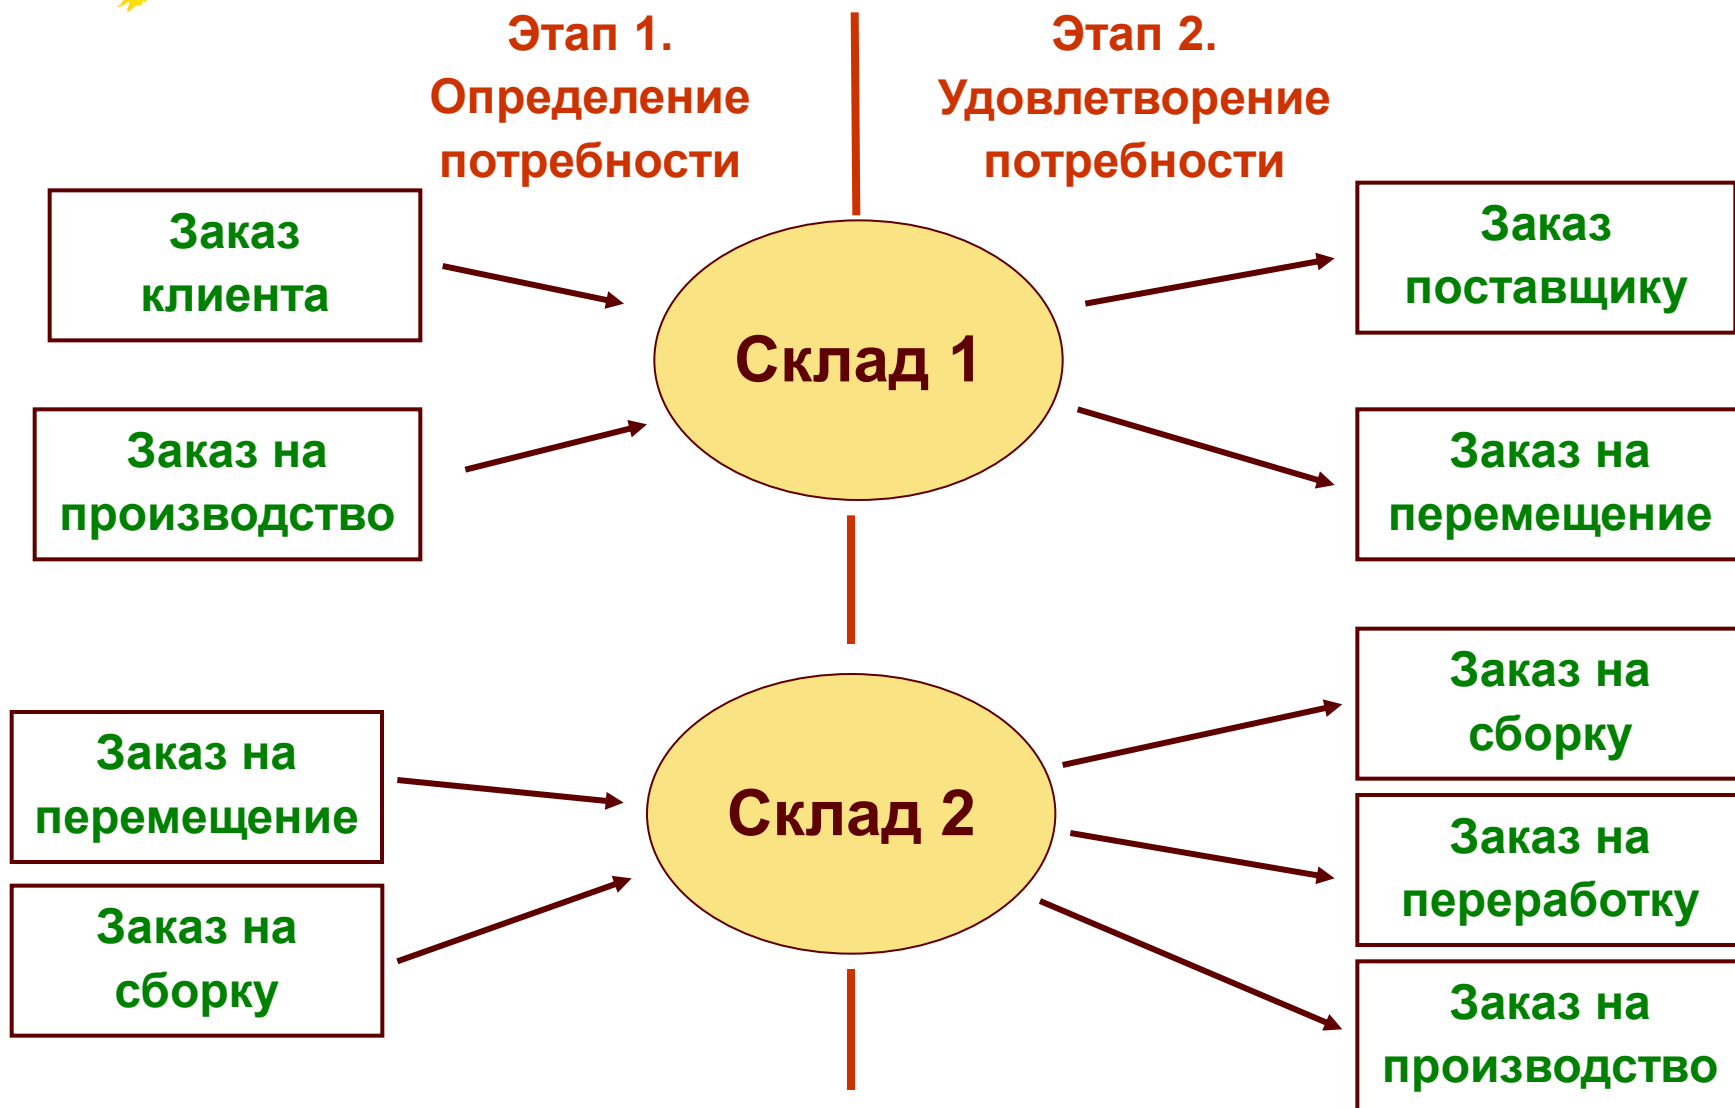 Этап 1.
Определение
потребности
Этап 2.
Удовлетворение
потребности
Заказ
клиента
Заказ на
производство
Склад 1
Заказ
поставщику
Заказ на
перемещение
Заказ на
перемещение
Заказ на
сборку
Склад 2
Заказ на
сборку
Заказ на
переработку
Заказ на
производство